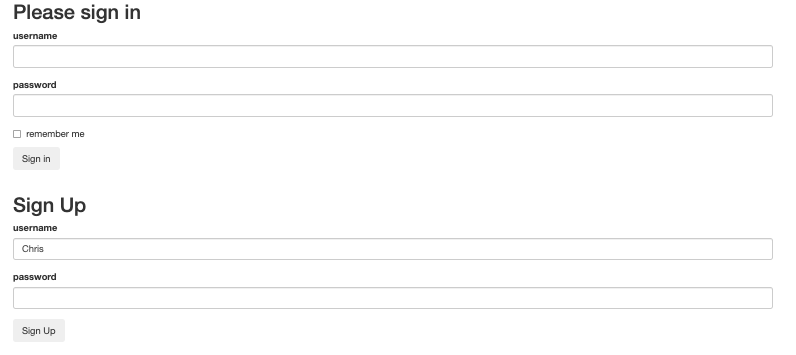 Please sign in
username
password
remember me
Sign in
Sign Up
username
Chris
password
Sign Up